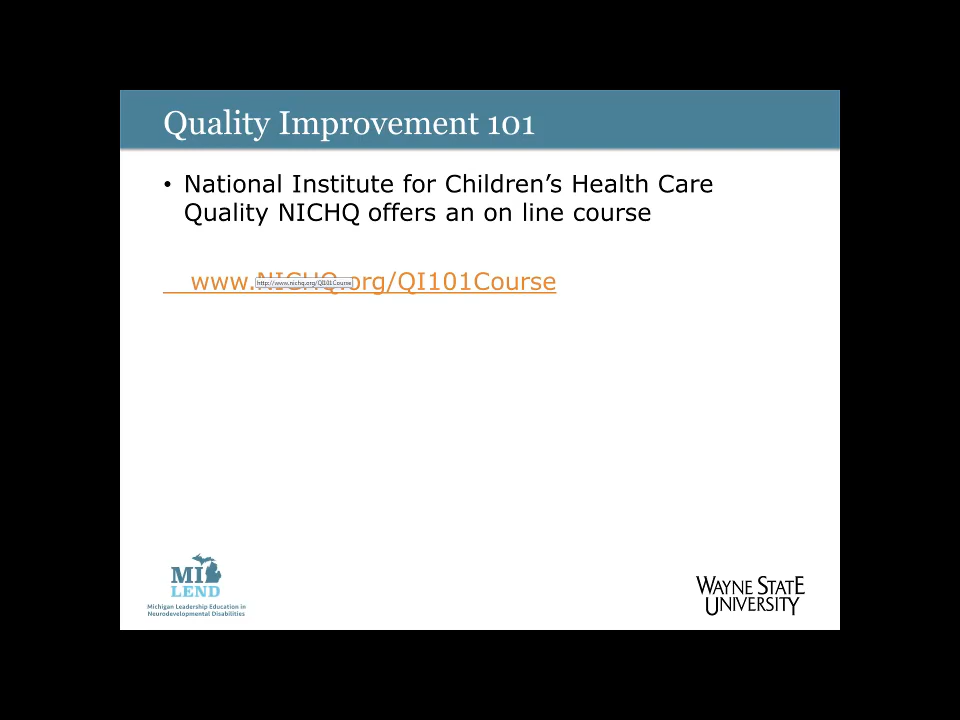 Quality Improvement 101
• National Institute for Children’s Health Care
Quality NICHQ offers an on line course
www.NICHQ.org/QI101Course
http://www.nichq.org/QI101Course
MI
LEND
Michigan Leadership Education in
Neurodevelopmental Disabilities
WAYNE STATE
UNIVERSITY